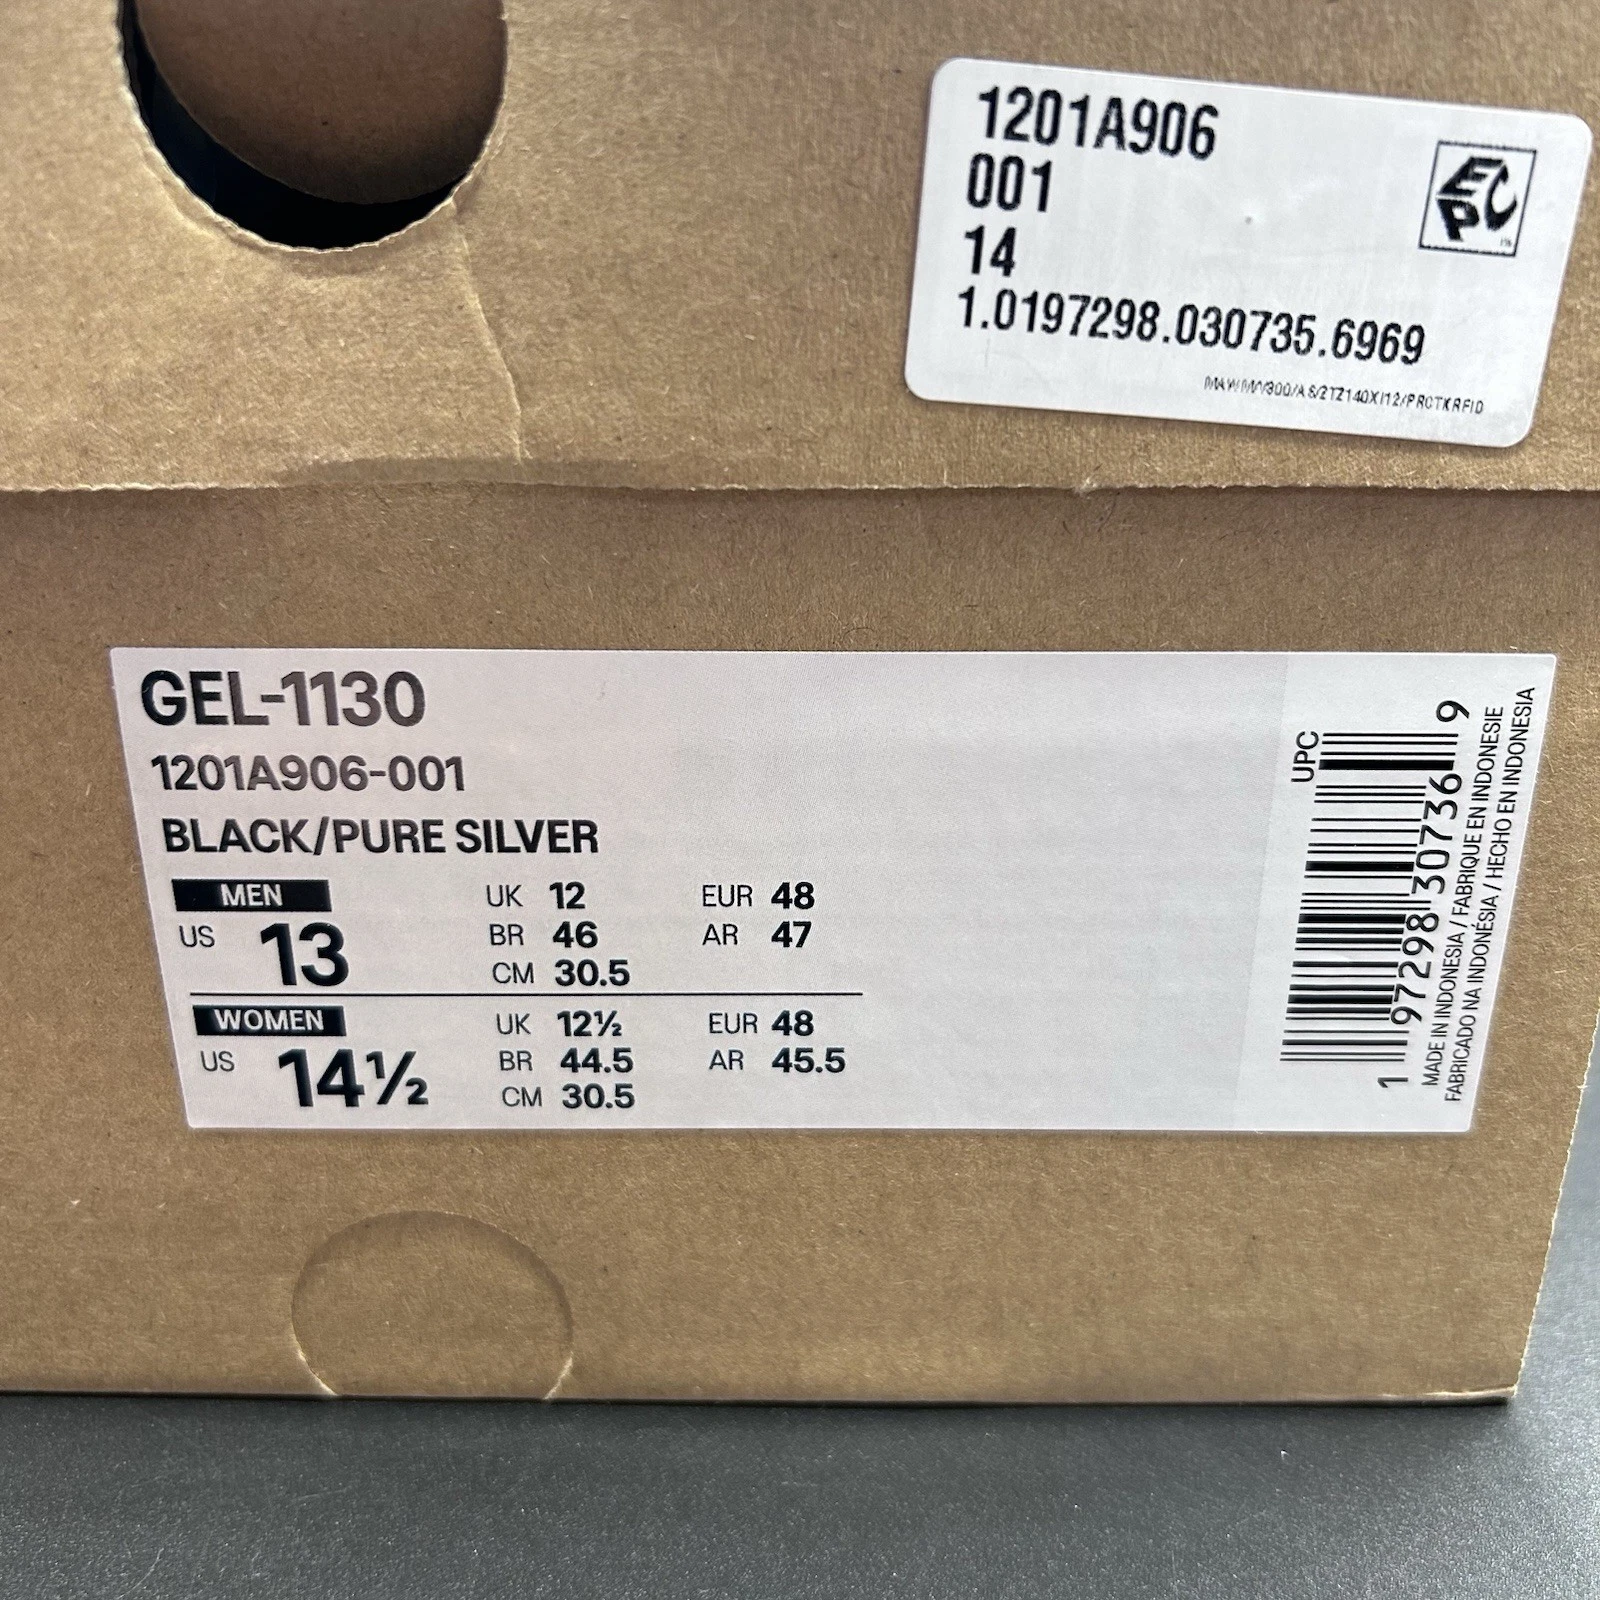 1201A906
001
14
1.0197298.030735.6969
EPC
GEL-1130
1201A906-001
BLACK/PURE SILVER
MEN
US 13
UK 12 EUR 48
BR 46 AR 47
CM 30.5
WOMEN
US 14½
UK 12½ EUR 48
BR 44.5 AR 45.5
CM 30.5
UPC
1 97298 30736 9
MADE IN INDONESIA / FABRIQUE EN INDONESIE
FABRICADO NA INDONÉSIA / HECHO EN INDONESIA